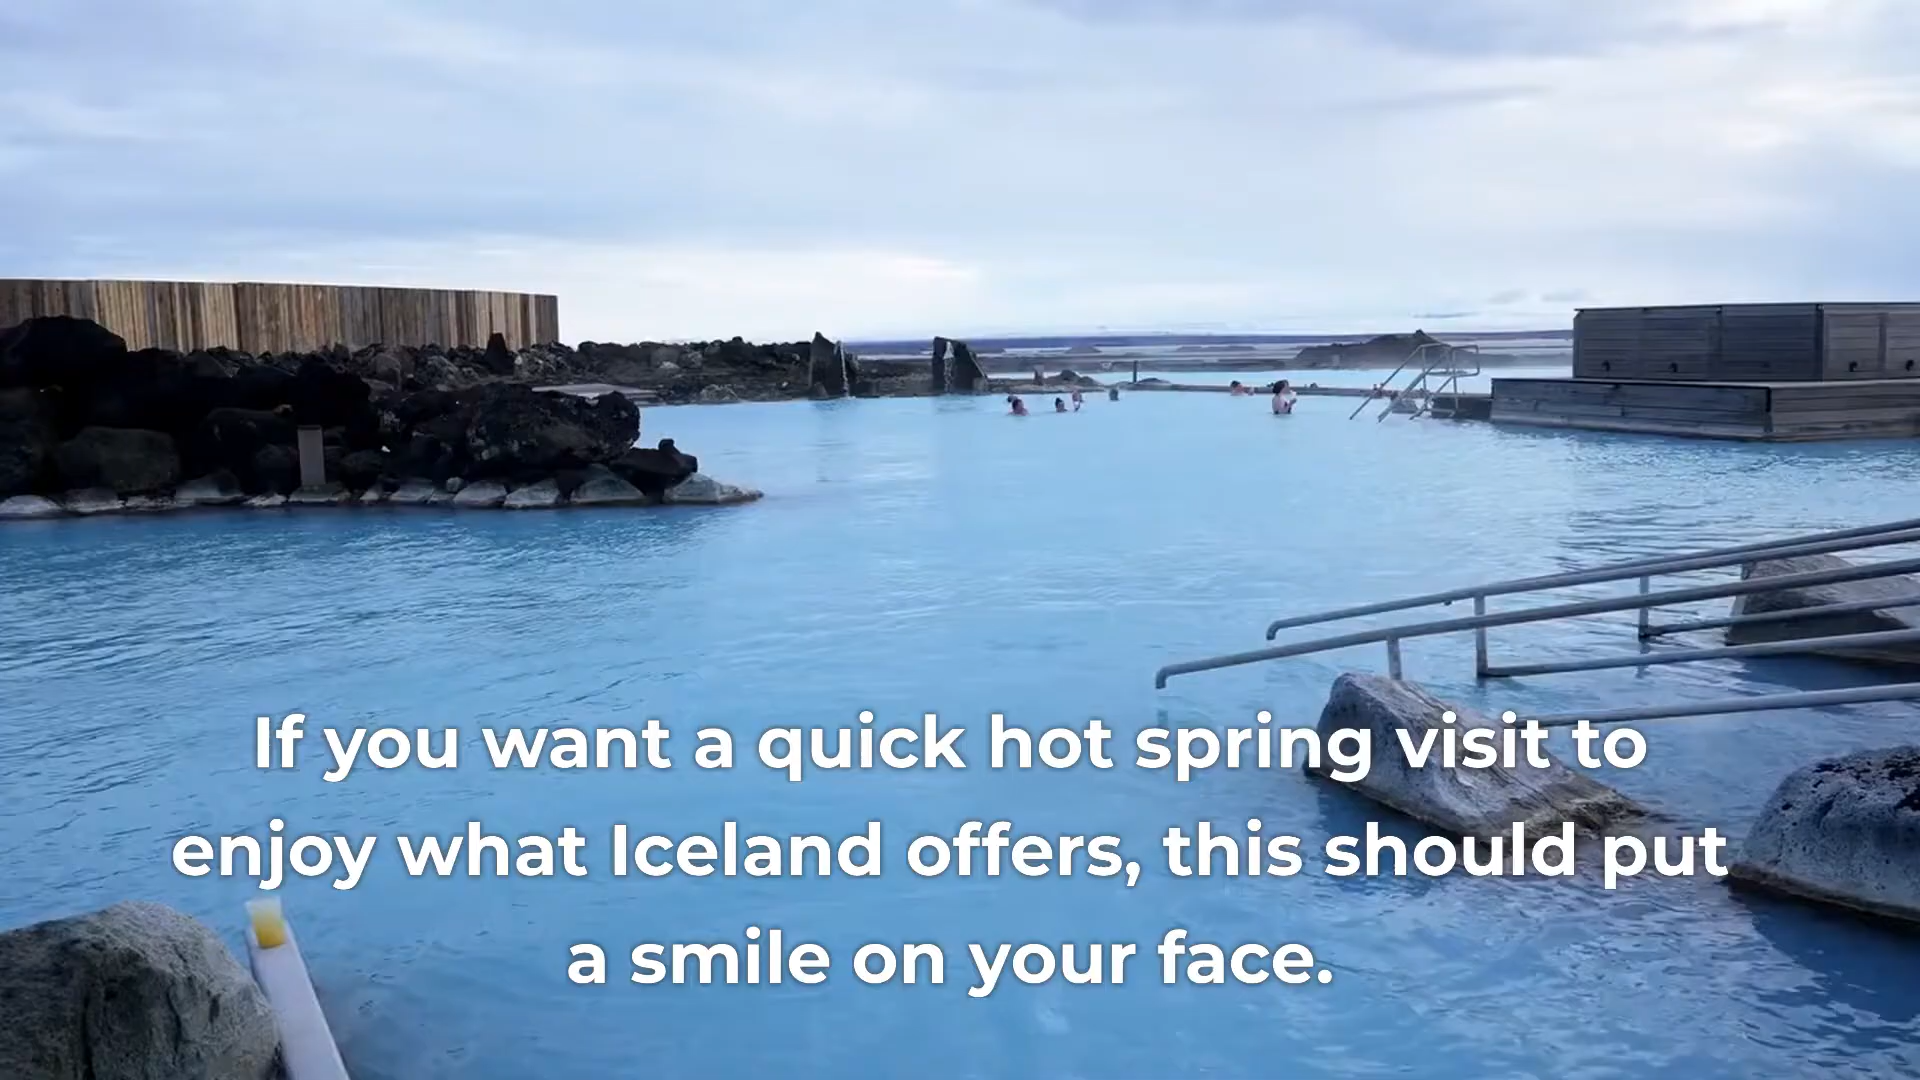 If you want a quick hot spring visit to
enjoy what Iceland offers, this should put
a smile on your face.